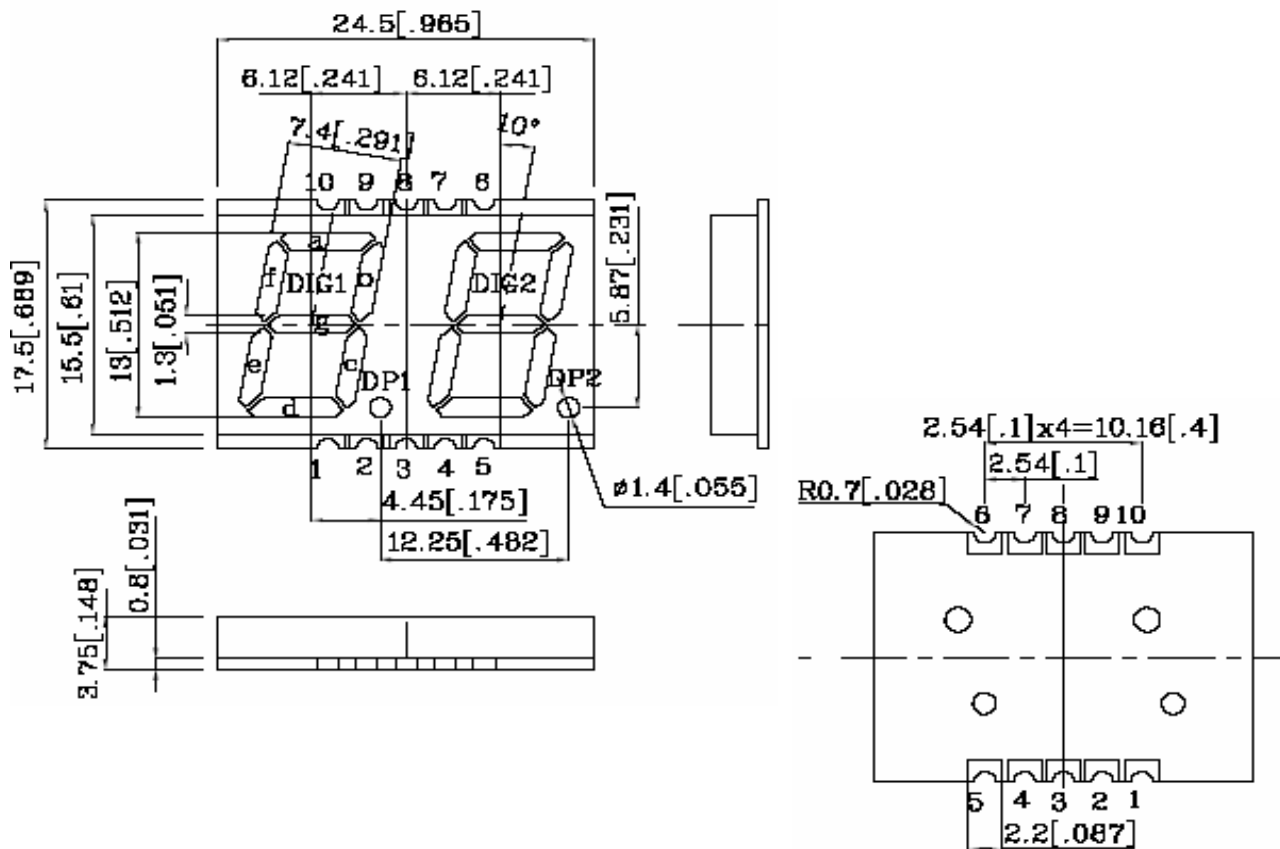 24.5[.965]
6.12[.241] 6.12[.241]
7.4[.291] 10°
10 9 8 7 6
17.5[.689]
15.5[.61]
13[.512]
1.3[.051]
5.87[.231]
a
f DIG1 b DIG2
g
e c
DP1 DP2
d
1 2 3 4 5
4.45[.175]
ø1.4[.055]
12.25[.482]
3.75[.148]
0.8[.031]
2.54[.1]x4=10.16[.4]
2.54[.1]
R0.7[.028]
6 7 8 9 10
5 4 3 2 1
2.2[.087]